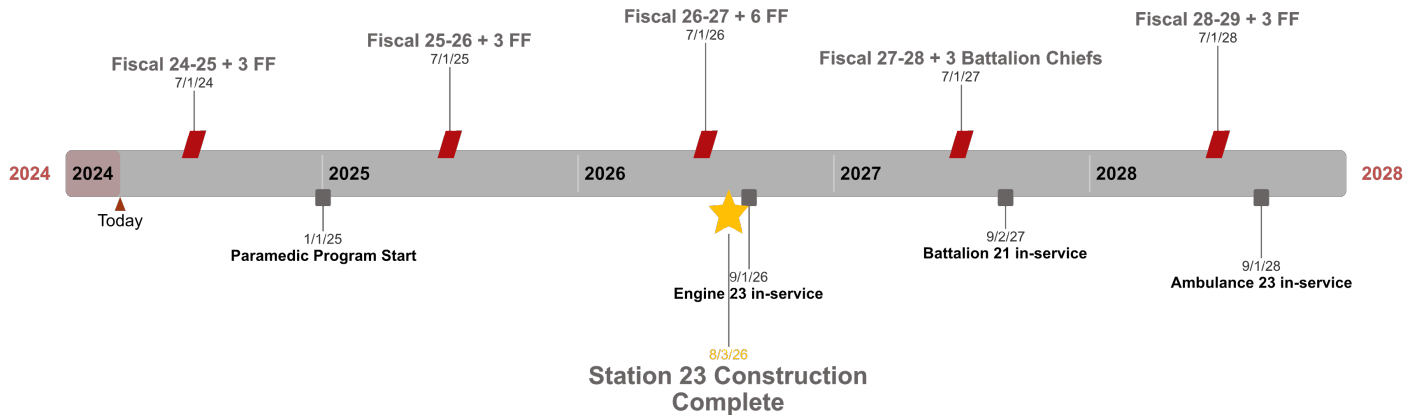 Fiscal 24-25 + 3 FF
7/1/24
Fiscal 25-26 + 3 FF
7/1/25
Fiscal 26-27 + 6 FF
7/1/26
Fiscal 27-28 + 3 Battalion Chiefs
7/1/27
Fiscal 28-29 + 3 FF
7/1/28
2024 2024 2025 2026 2027 2028 2028
Today
1/1/25
Paramedic Program Start
9/1/26
Engine 23 in-service
9/2/27
Battalion 21 in-service
9/1/28
Ambulance 23 in-service
8/3/26
Station 23 Construction
Complete